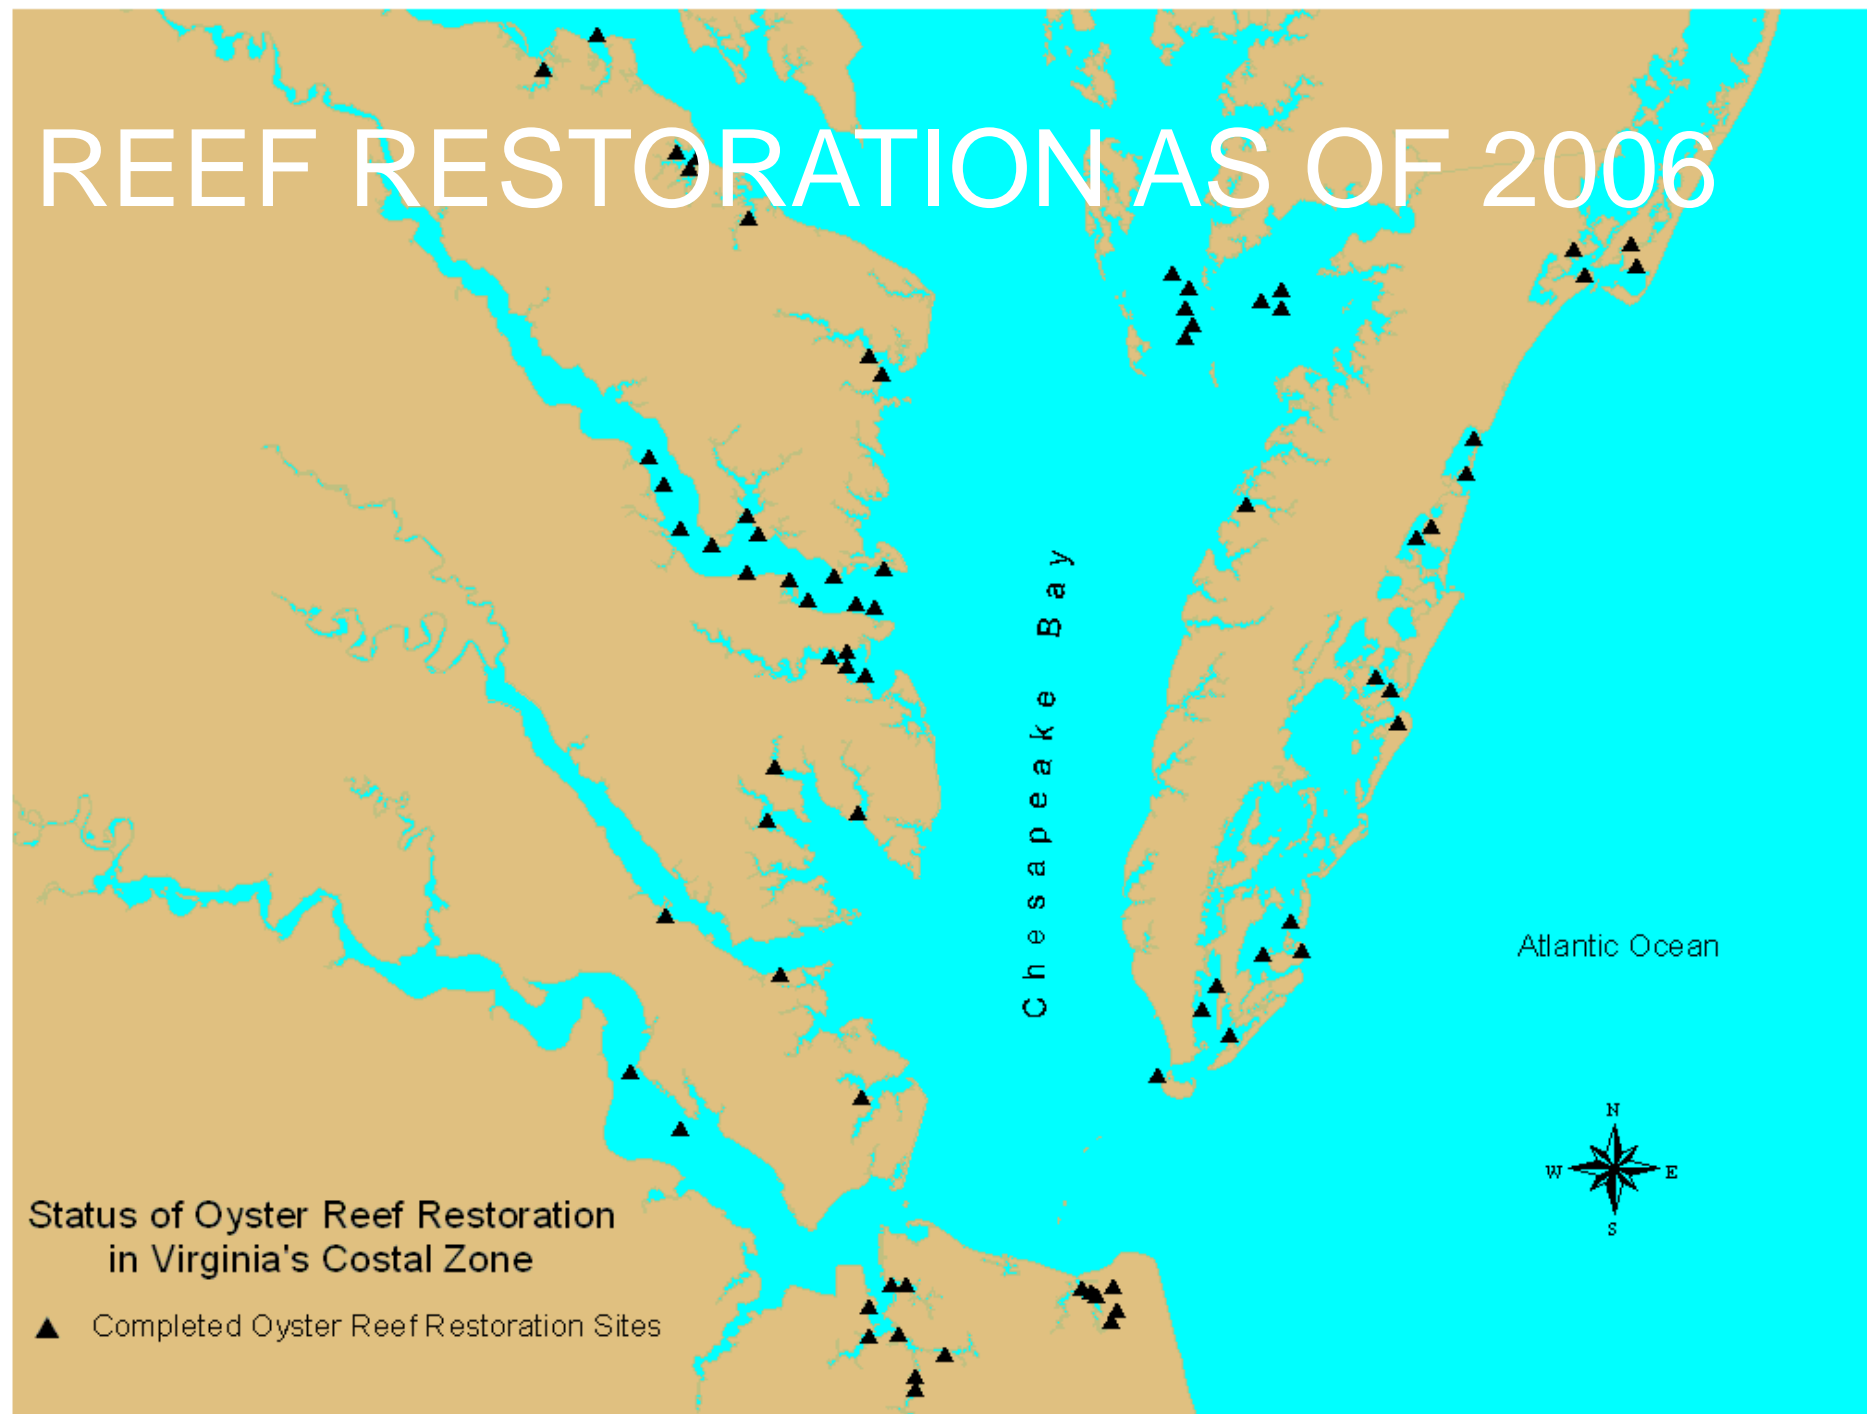 REEF RESTORATION AS OF 2006
Chesapeake Bay
Atlantic Ocean
N
W E
S
Status of Oyster Reef Restoration
in Virginia's Costal Zone
Completed Oyster Reef Restoration Sites